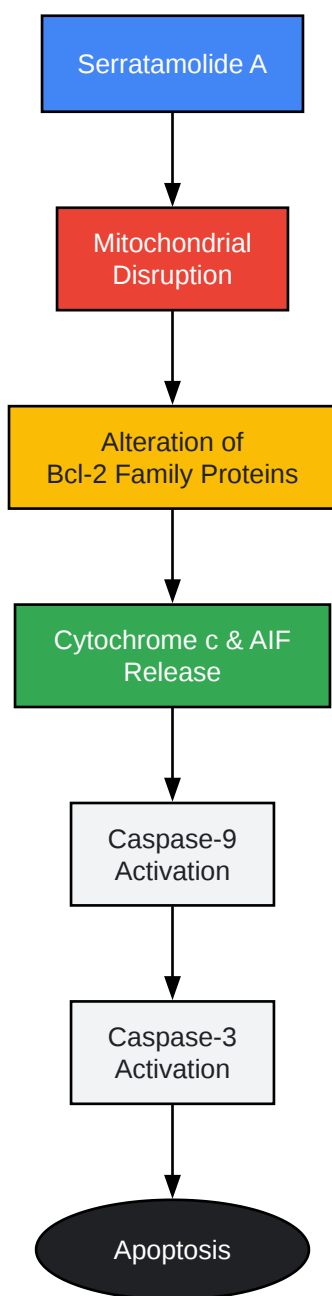 Serratamolide A
Mitochondrial
Disruption
Alteration of
Bcl-2 Family Proteins
Cytochrome c & AIF
Release
Caspase-9
Activation
Caspase-3
Activation
Apoptosis